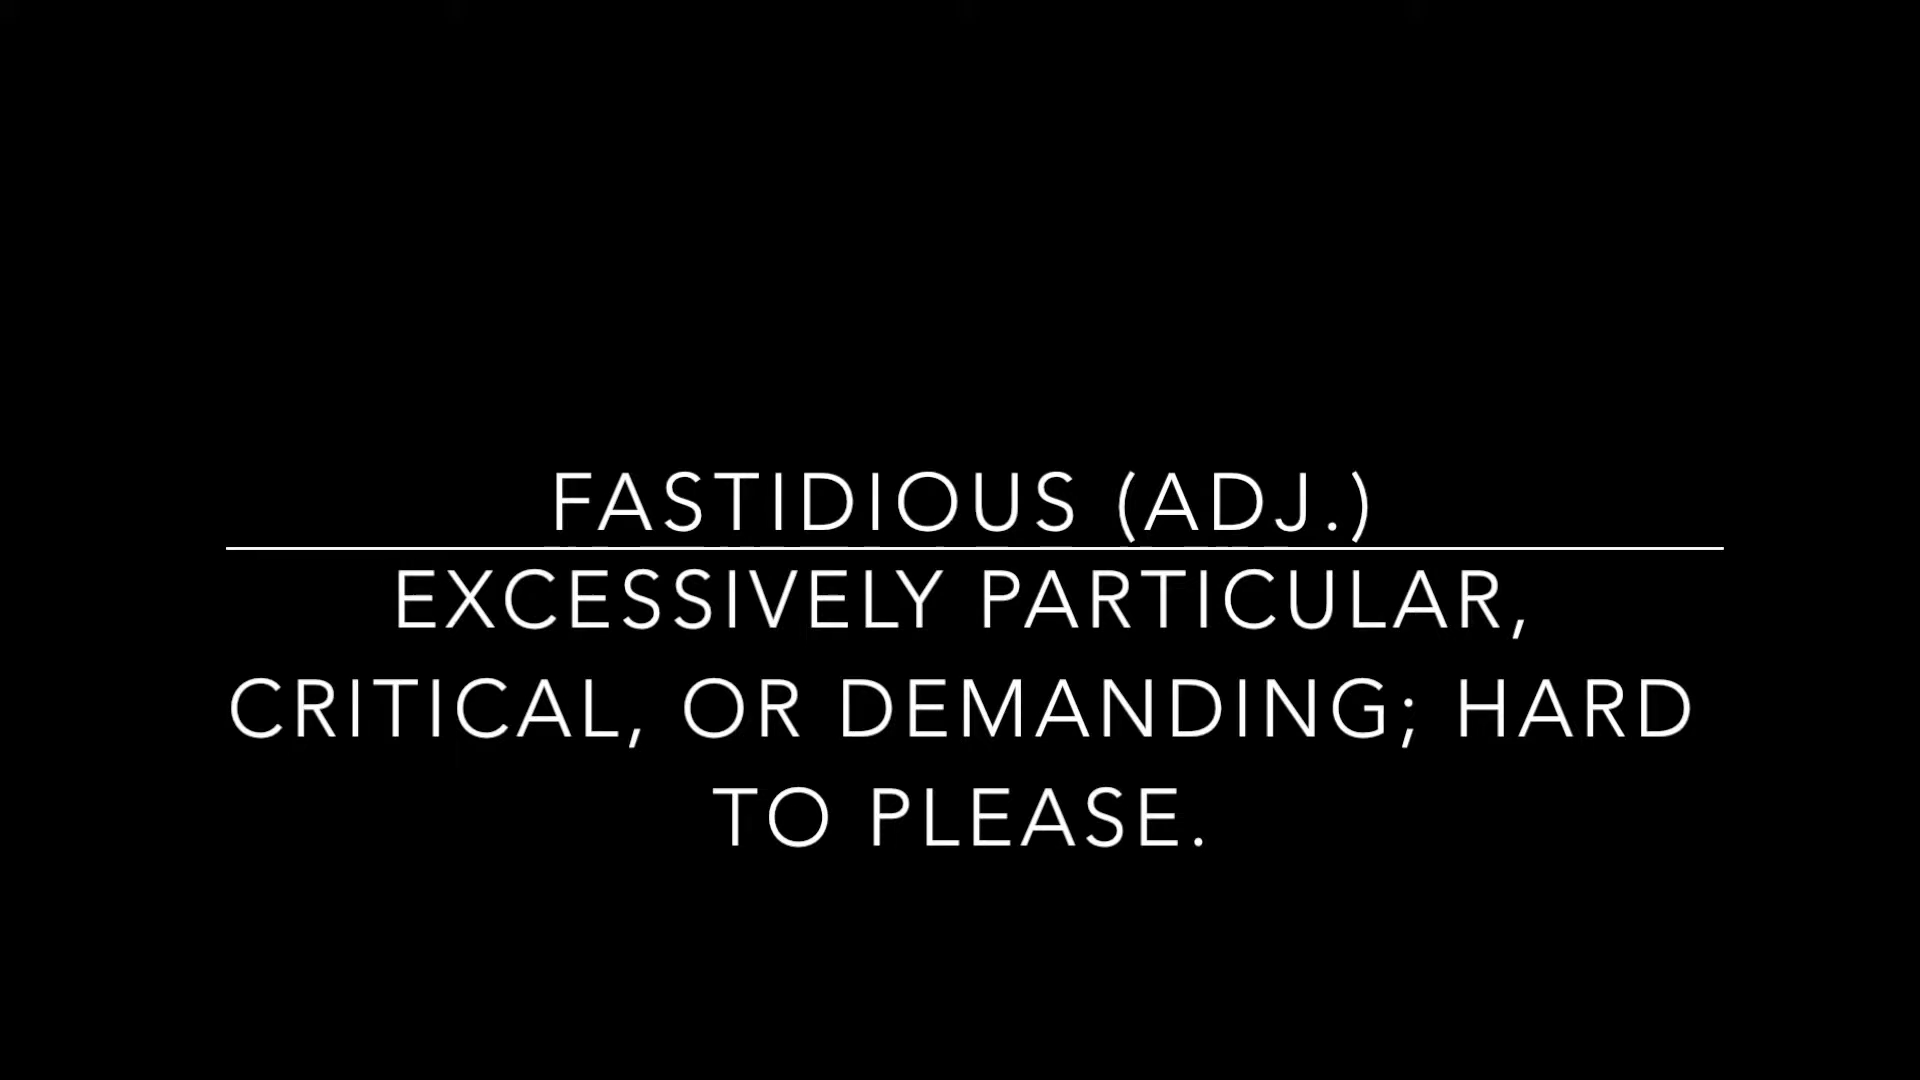 FASTIDIOUS (ADJ.)
EXCESSIVELY PARTICULAR,
CRITICAL, OR DEMANDING; HARD
TO PLEASE.